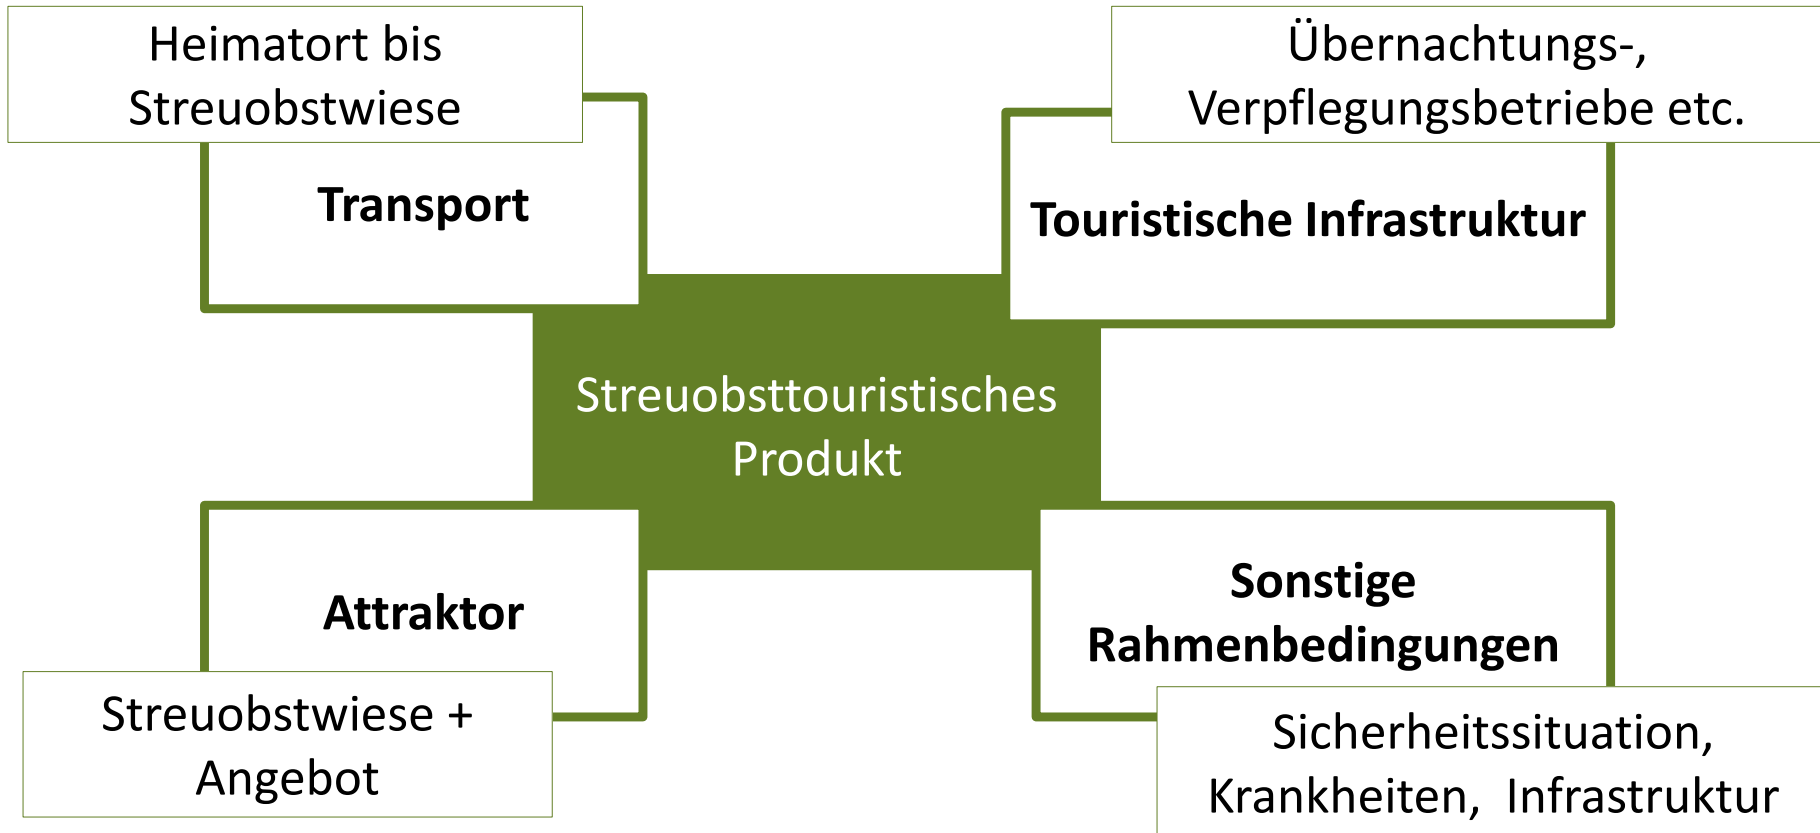 Heimatort bis
Streuobstwiese
Transport
Übernachtungs-,
Verpflegungsbetriebe etc.
Touristische Infrastruktur
Streuobsttouristisches
Produkt
Attraktor
Streuobstwiese +
Angebot
Sonstige
Rahmenbedingungen
Sicherheitssituation,
Krankheiten,  Infrastruktur